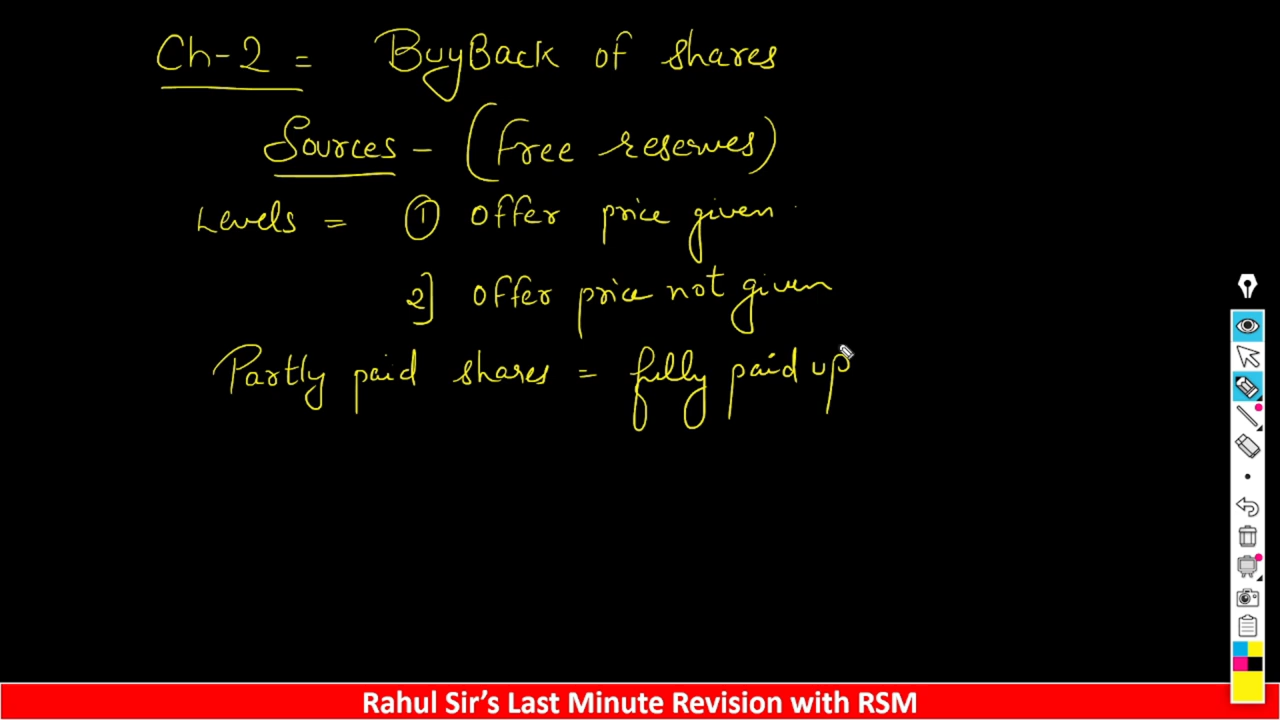 Ch-2 = BuyBack of shares
Sources - (Free reserves)
Levels = ① Offer price given
2] Offer price not given
Partly paid shares = fully paid up
Rahul Sir's Last Minute Revision with RSM